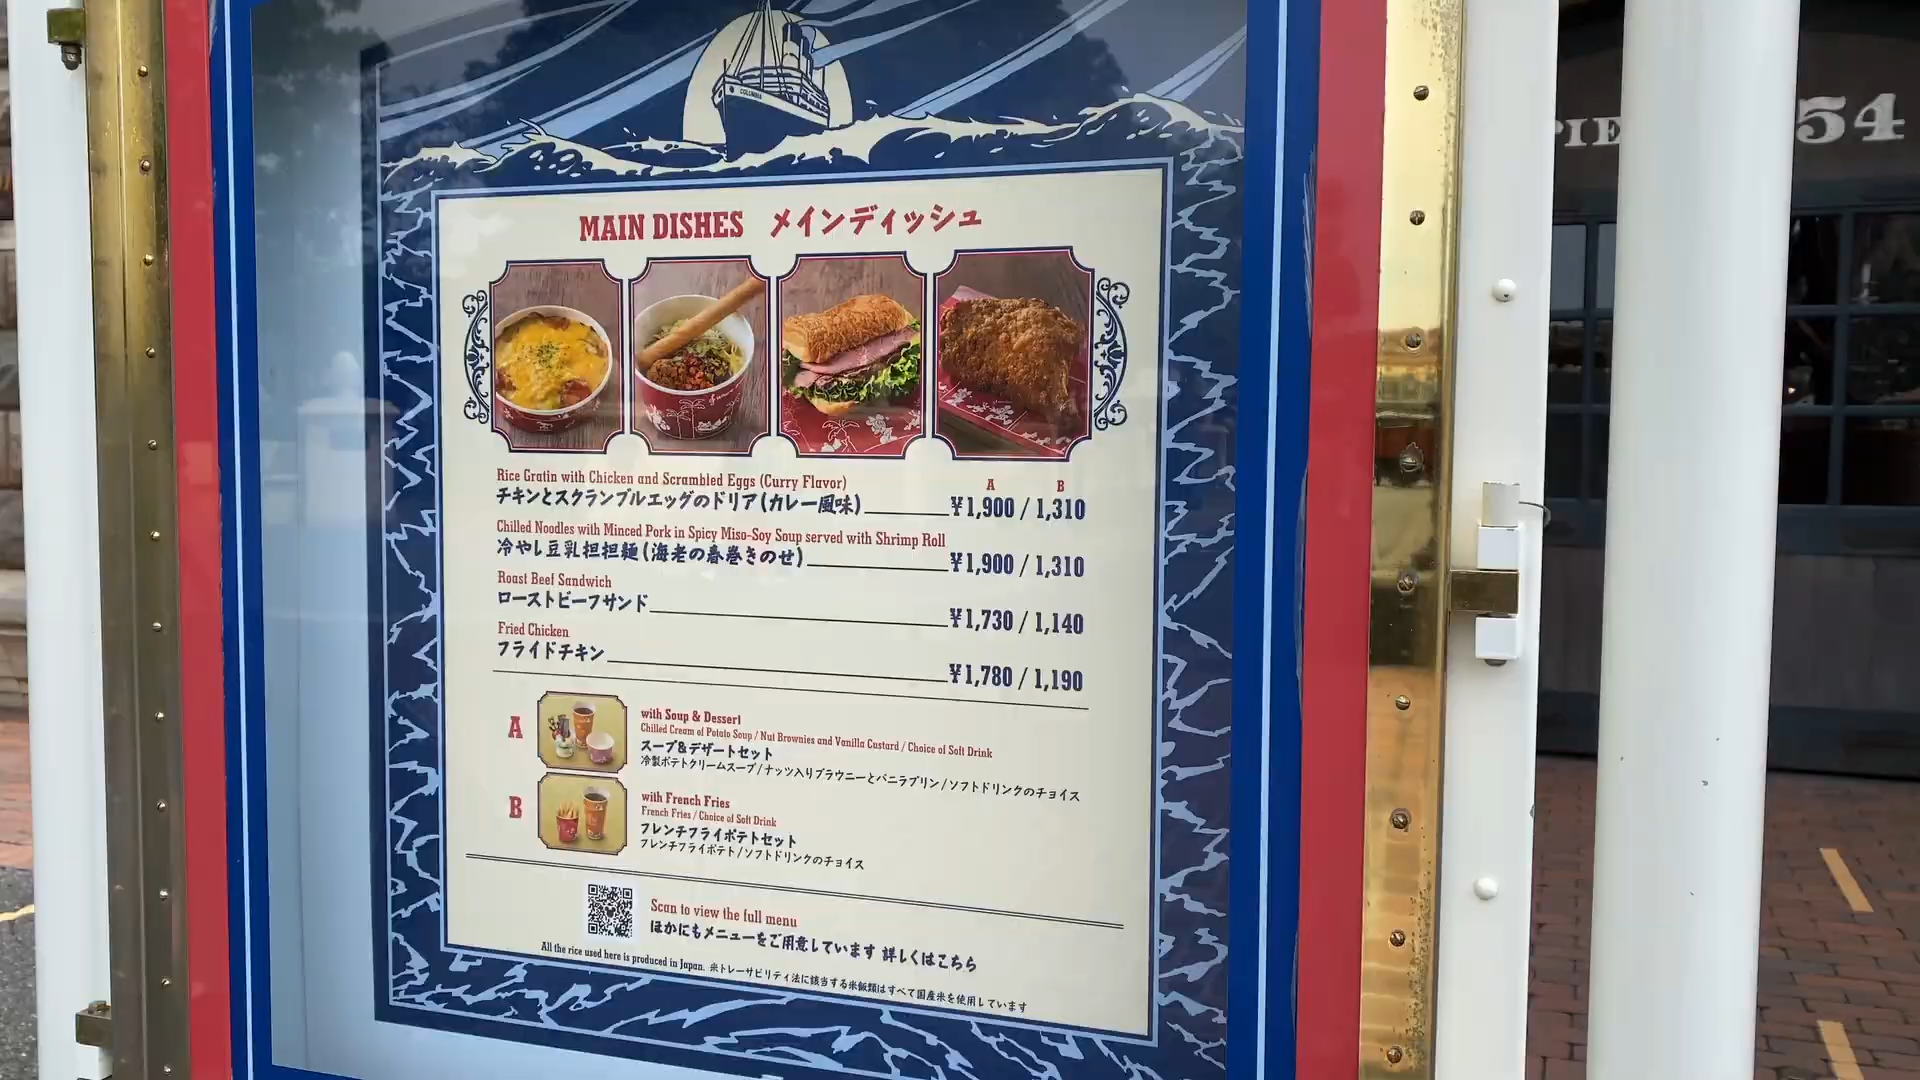 COLUMBIA
PIE 54
MAIN DISHES メインディッシュ
Rice Gratin with Chicken and Scrambled Eggs (Curry Flavor)
A B
チキンとスクランブルエッグのドリア(カレー風味) ¥1,900 / 1,310
Chilled Noodles with Minced Pork in Spicy Miso-Soy Soup served with Shrimp Roll
冷やし豆乳担担麺(海老の春巻きのせ) ¥1,900 / 1,310
Roast Beef Sandwich
ローストビーフサンド ¥1,730 / 1,140
Fried Chicken
フライドチキン ¥1,780 / 1,190
A
with Soup & Dessert
Chilled Cream of Potato Soup / Nut Brownies and Vanilla Custard / Choice of Soft Drink
スープ&デザートセット
冷製ポテトクリームスープ/ナッツ入りブラウニーとバニラプリン/ソフトドリンクのチョイス
B
with French Fries
French Fries / Choice of Soft Drink
フレンチフライポテトセット
フレンチフライポテト/ソフトドリンクのチョイス
Scan to view the full menu
ほかにもメニューをご用意しています 詳しくはこちら
All the rice used here is produced in Japan. 米トレーサビリティ法に該当する米飯類はすべて国産米を使用しています